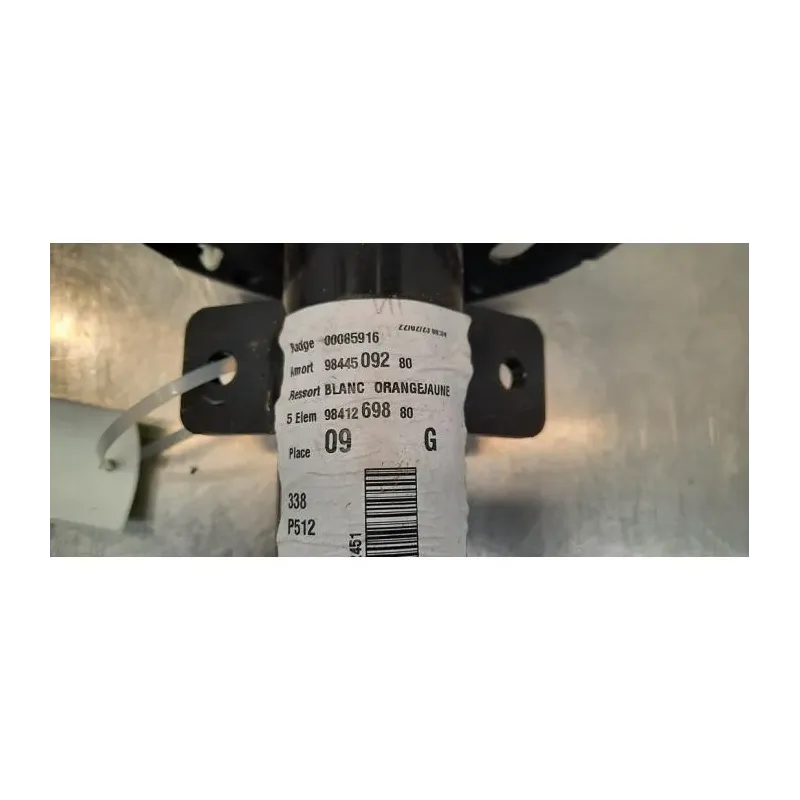 Badge 00085916
Amort 98445 092 80
Ressort BLANC ORANGEJAUNE
5 Elem 98412 698 80
Place 09 G
338
P512